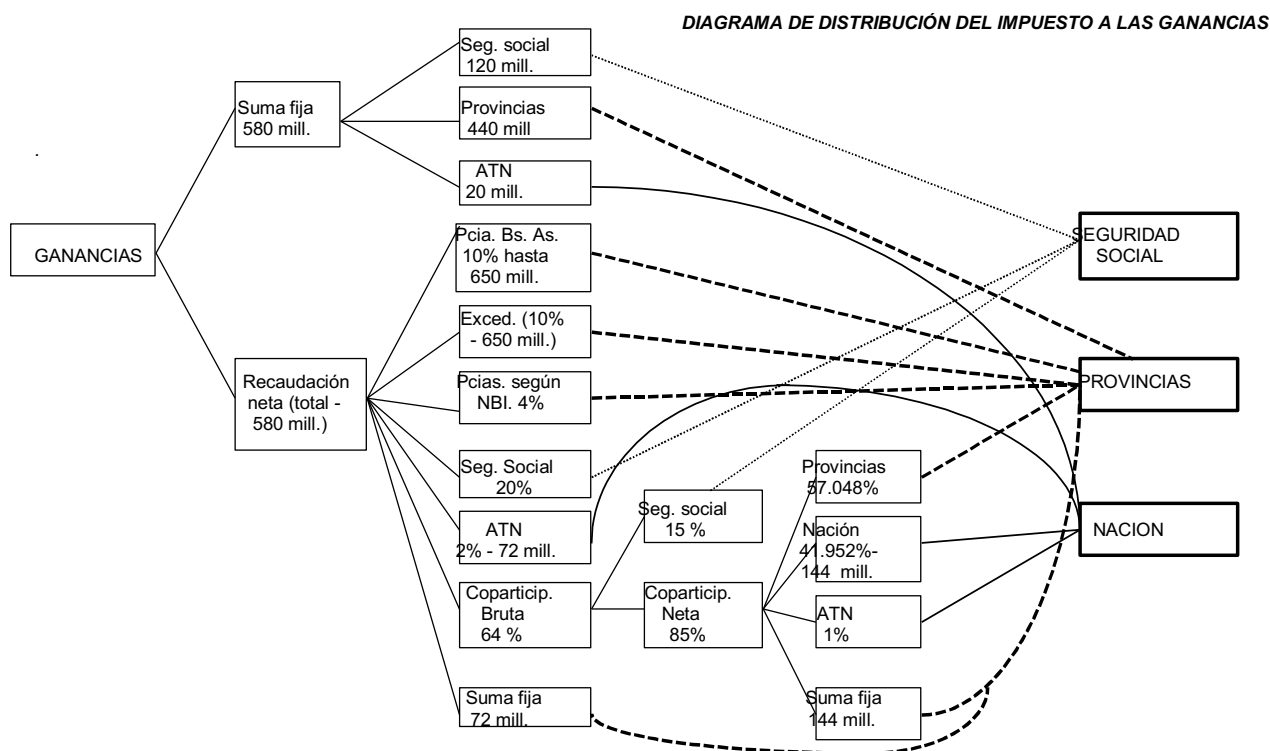 DIAGRAMA DE DISTRIBUCIÓN DEL IMPUESTO A LAS GANANCIAS
GANANCIAS
Suma fija
580 mill.
Recaudación
neta (total -
580 mill.)
Seg. social
120 mill.
Provincias
440 mill
ATN
20 mill.
Pcia. Bs. As.
10% hasta
650 mill.
Exced. (10%
- 650 mill.)
Pcias. según
NBI. 4%
Seg. Social
20%
ATN
2% - 72 mill.
Coparticip.
Bruta
64 %
Suma fija
72 mill.
Seg. social
15 %
Coparticip.
Neta
85%
Provincias
57.048%
Nación
41.952%-
144 mill.
ATN
1%
Suma fija
144 mill.
SEGURIDAD
SOCIAL
PROVINCIAS
NACION